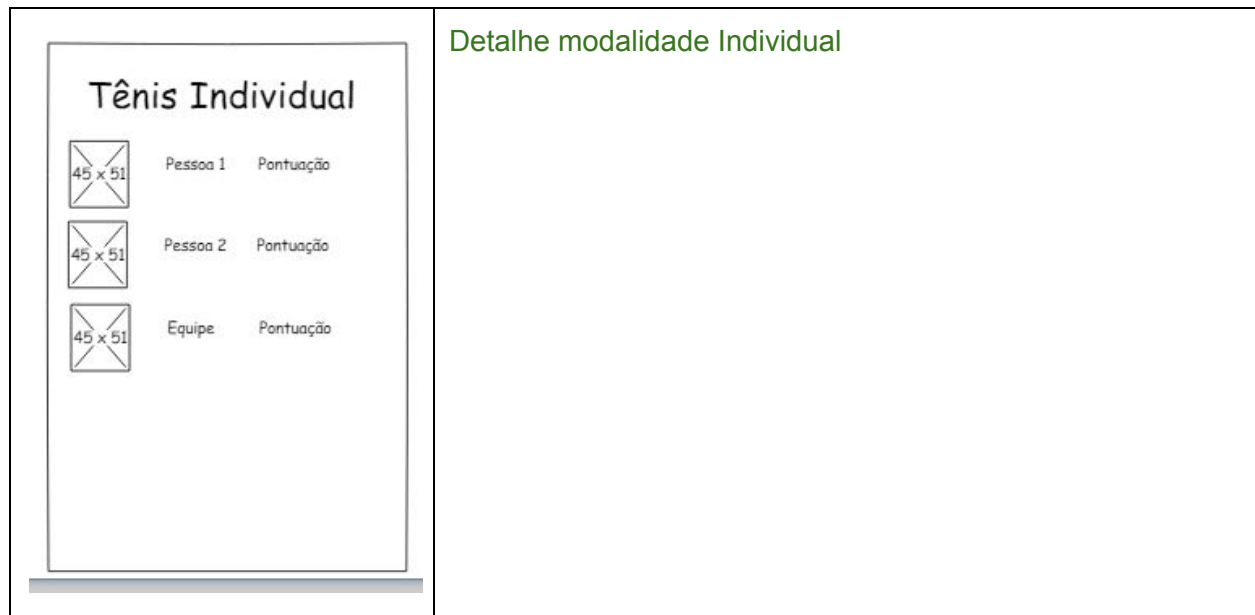 Tênis Individual
45 x 51 Pessoa 1 Pontuação
45 x 51 Pessoa 2 Pontuação
45 x 51 Equipe Pontuação
Detalhe modalidade Individual